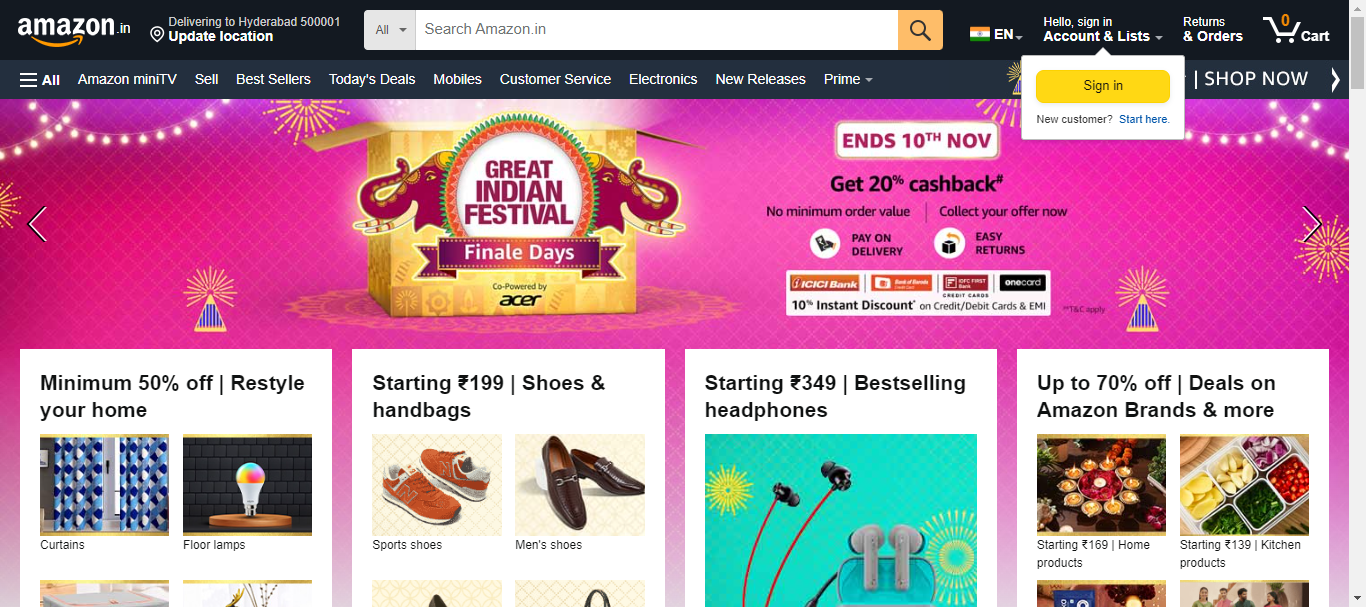 amazon.in
Delivering to Hyderabad 500001
Update location
All
Search Amazon.in
EN
Hello, sign in
Account & Lists
Returns
& Orders
0
Cart
All
Amazon miniTV
Sell
Best Sellers
Today's Deals
Mobiles
Customer Service
Electronics
New Releases
Prime
| SHOP NOW
Sign in
New customer? Start here.
GREAT
INDIAN
FESTIVAL
Finale Days
Co-Powered by
acer
ENDS 10TH NOV
Get 20% cashback#
No minimum order value | Collect your offer now
PAY ON
DELIVERY
EASY
RETURNS
ICICI Bank
Bank of Baroda
Credit Card
IDFC FIRST
Bank
CREDIT CARDS
onecard
10% Instant Discount* on Credit/Debit Cards & EMI
#*T&C apply
Minimum 50% off | Restyle
your home
Curtains
Floor lamps
Starting ₹199 | Shoes &
handbags
Sports shoes
Men's shoes
Starting ₹349 | Bestselling
headphones
Up to 70% off | Deals on
Amazon Brands & more
Starting ₹169 | Home
products
Starting ₹139 | Kitchen
products